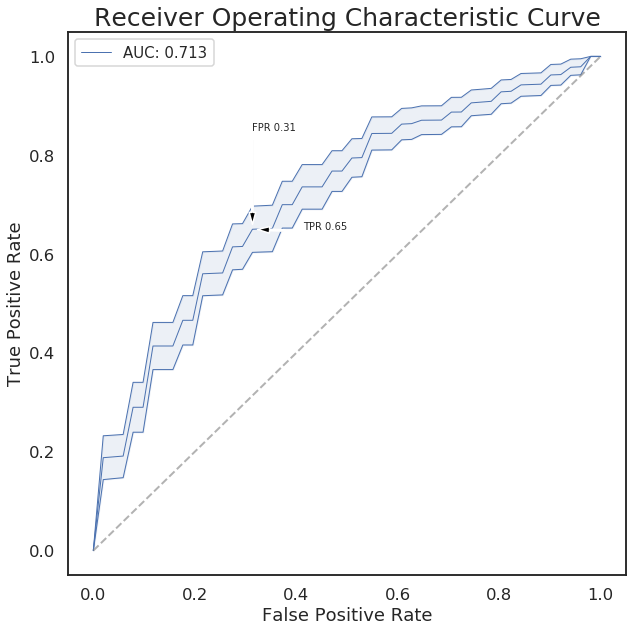 Receiver Operating Characteristic Curve
AUC: 0.713
1.0
0.8
0.6
0.4
0.2
0.0
True Positive Rate
FPR 0.31
TPR 0.65
0.0 0.2 0.4 0.6 0.8 1.0
False Positive Rate